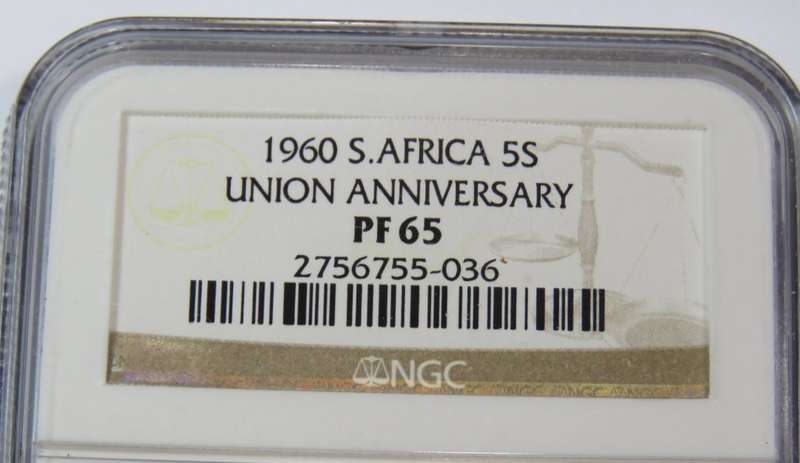 1960 S.AFRICA 5S
UNION ANNIVERSARY
PF 65
2756755-036
NGC